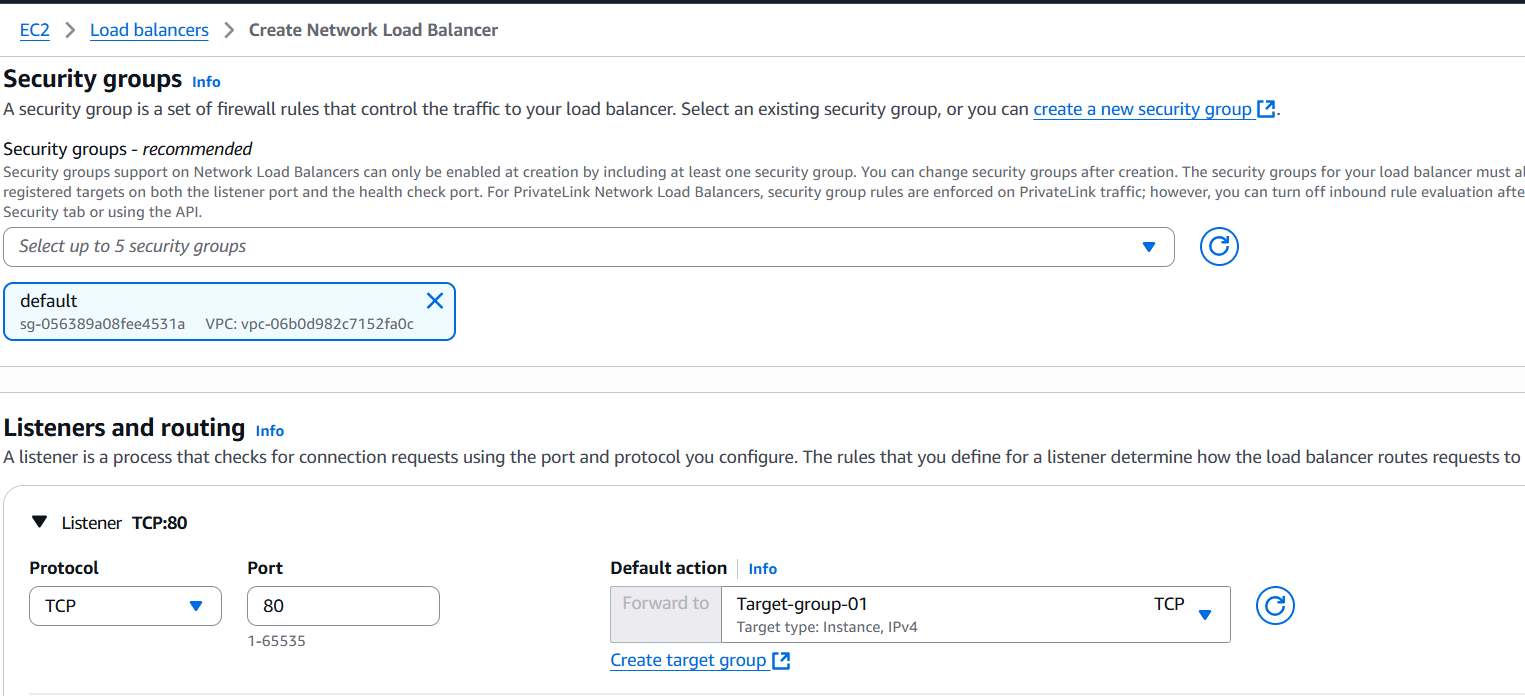 EC2 > Load balancers > Create Network Load Balancer
Security groups Info
A security group is a set of firewall rules that control the traffic to your load balancer. Select an existing security group, or you can create a new security group.
Security groups - recommended
Security groups support on Network Load Balancers can only be enabled at creation by including at least one security group. You can change security groups after creation. The security groups for your load balancer must al
registered targets on both the listener port and the health check port. For PrivateLink Network Load Balancers, security group rules are enforced on PrivateLink traffic; however, you can turn off inbound rule evaluation afte
Security tab or using the API.
Select up to 5 security groups
default
sg-056389a08fee4531a VPC: vpc-06b0d982c7152fa0c
Listeners and routing Info
A listener is a process that checks for connection requests using the port and protocol you configure. The rules that you define for a listener determine how the load balancer routes requests to
Listener TCP:80
Protocol Port Default action Info
TCP 80 Forward to Target-group-01 TCP
Target type: Instance, IPv4
1-65535
Create target group